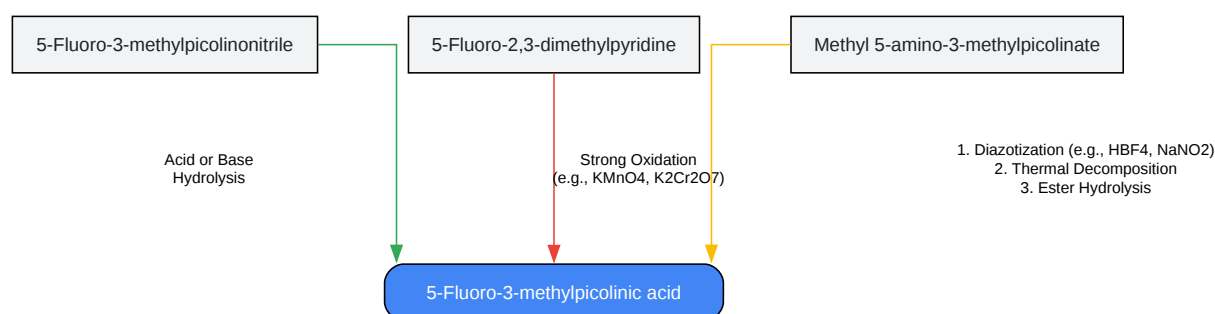 5-Fluoro-3-methylpicolinonitrile
5-Fluoro-2,3-dimethylpyridine
Methyl 5-amino-3-methylpicolinate
Acid or Base
Hydrolysis
Strong Oxidation
(e.g., KMnO4, K2Cr2O7)
1. Diazotization (e.g., HBF4, NaNO2)
2. Thermal Decomposition
3. Ester Hydrolysis
5-Fluoro-3-methylpicolinic acid